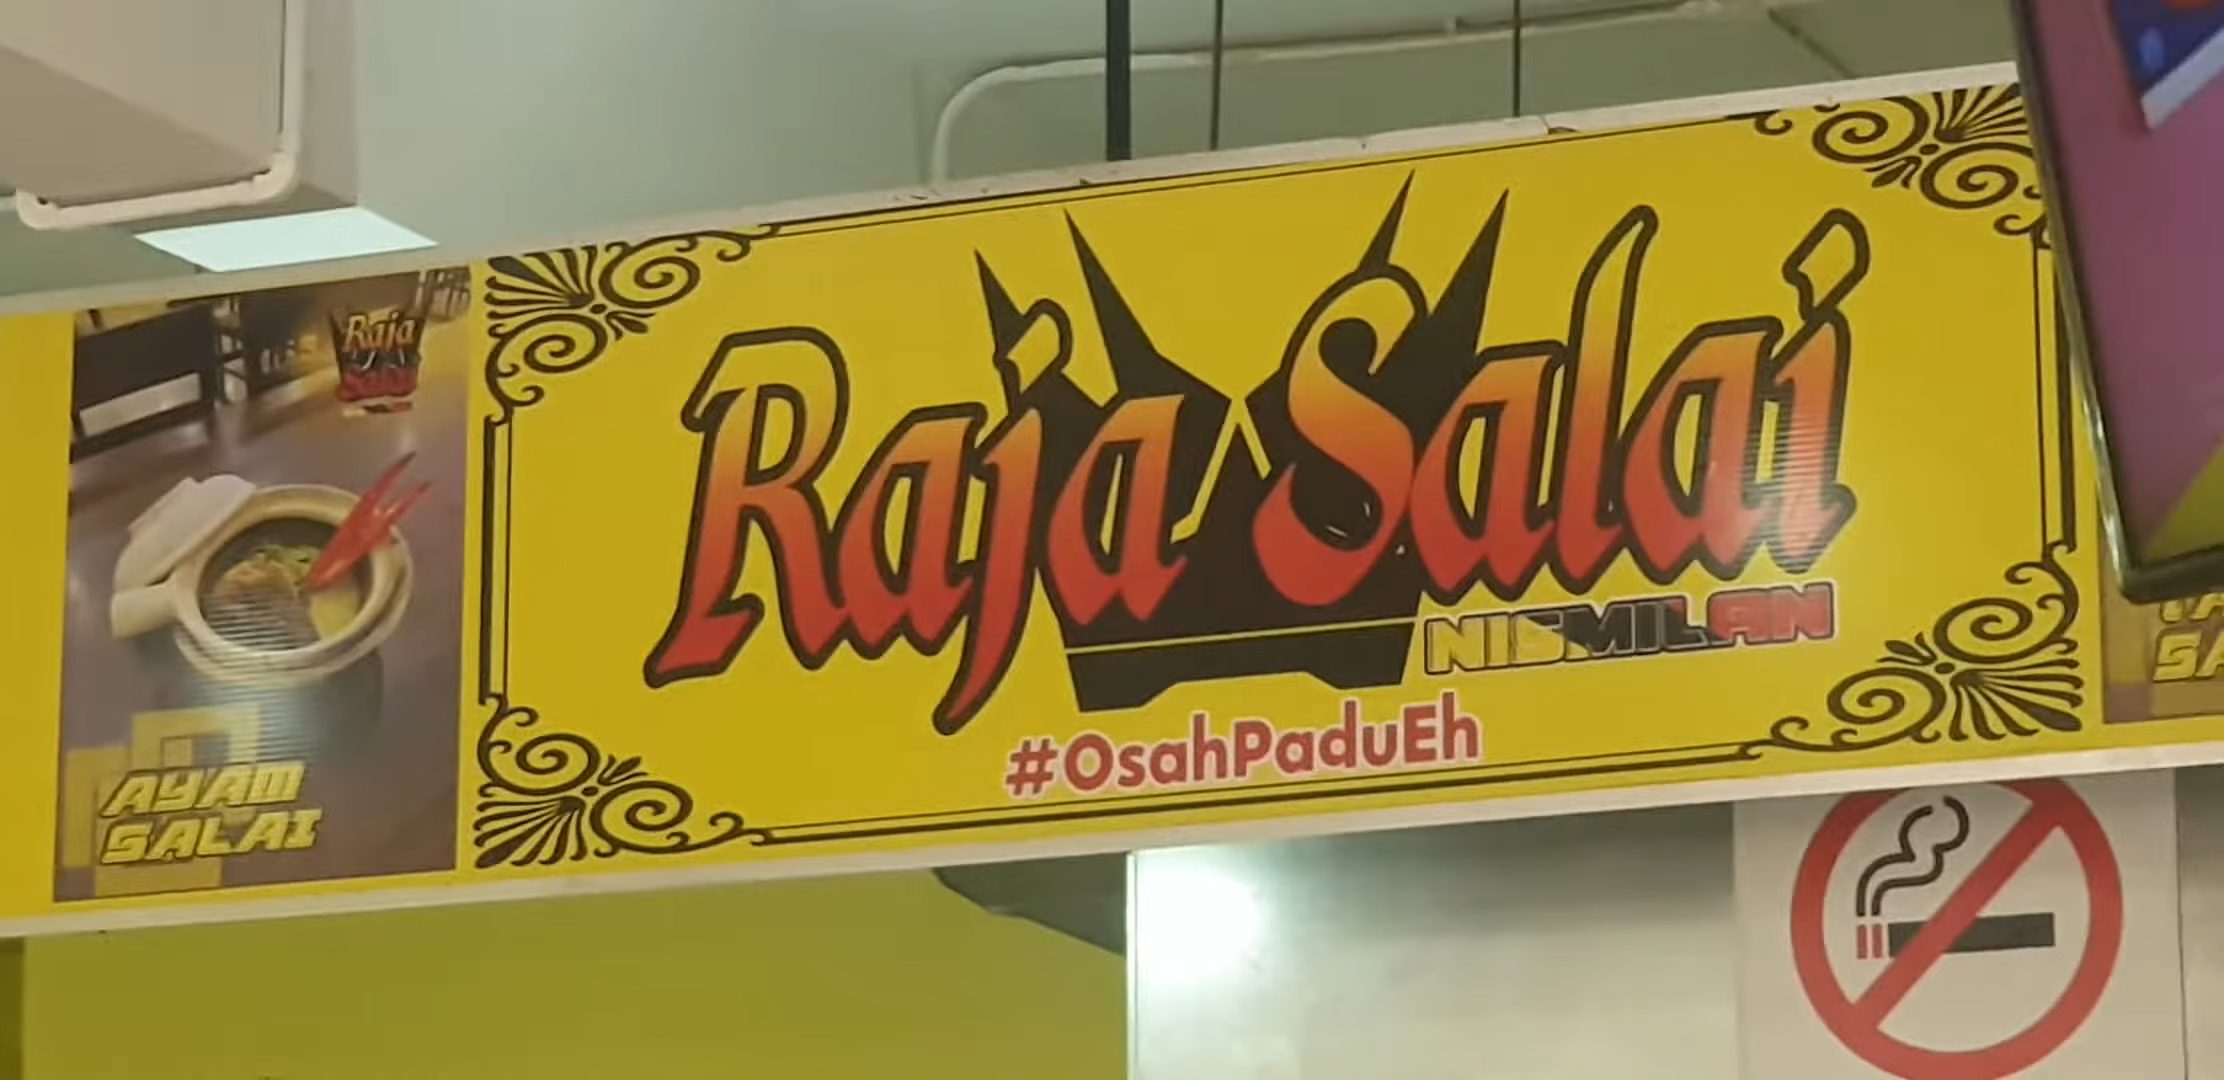 Raja
Salai
AYAM
SALAI
Raja Salai
NISMILAN
#OsahPaduEh